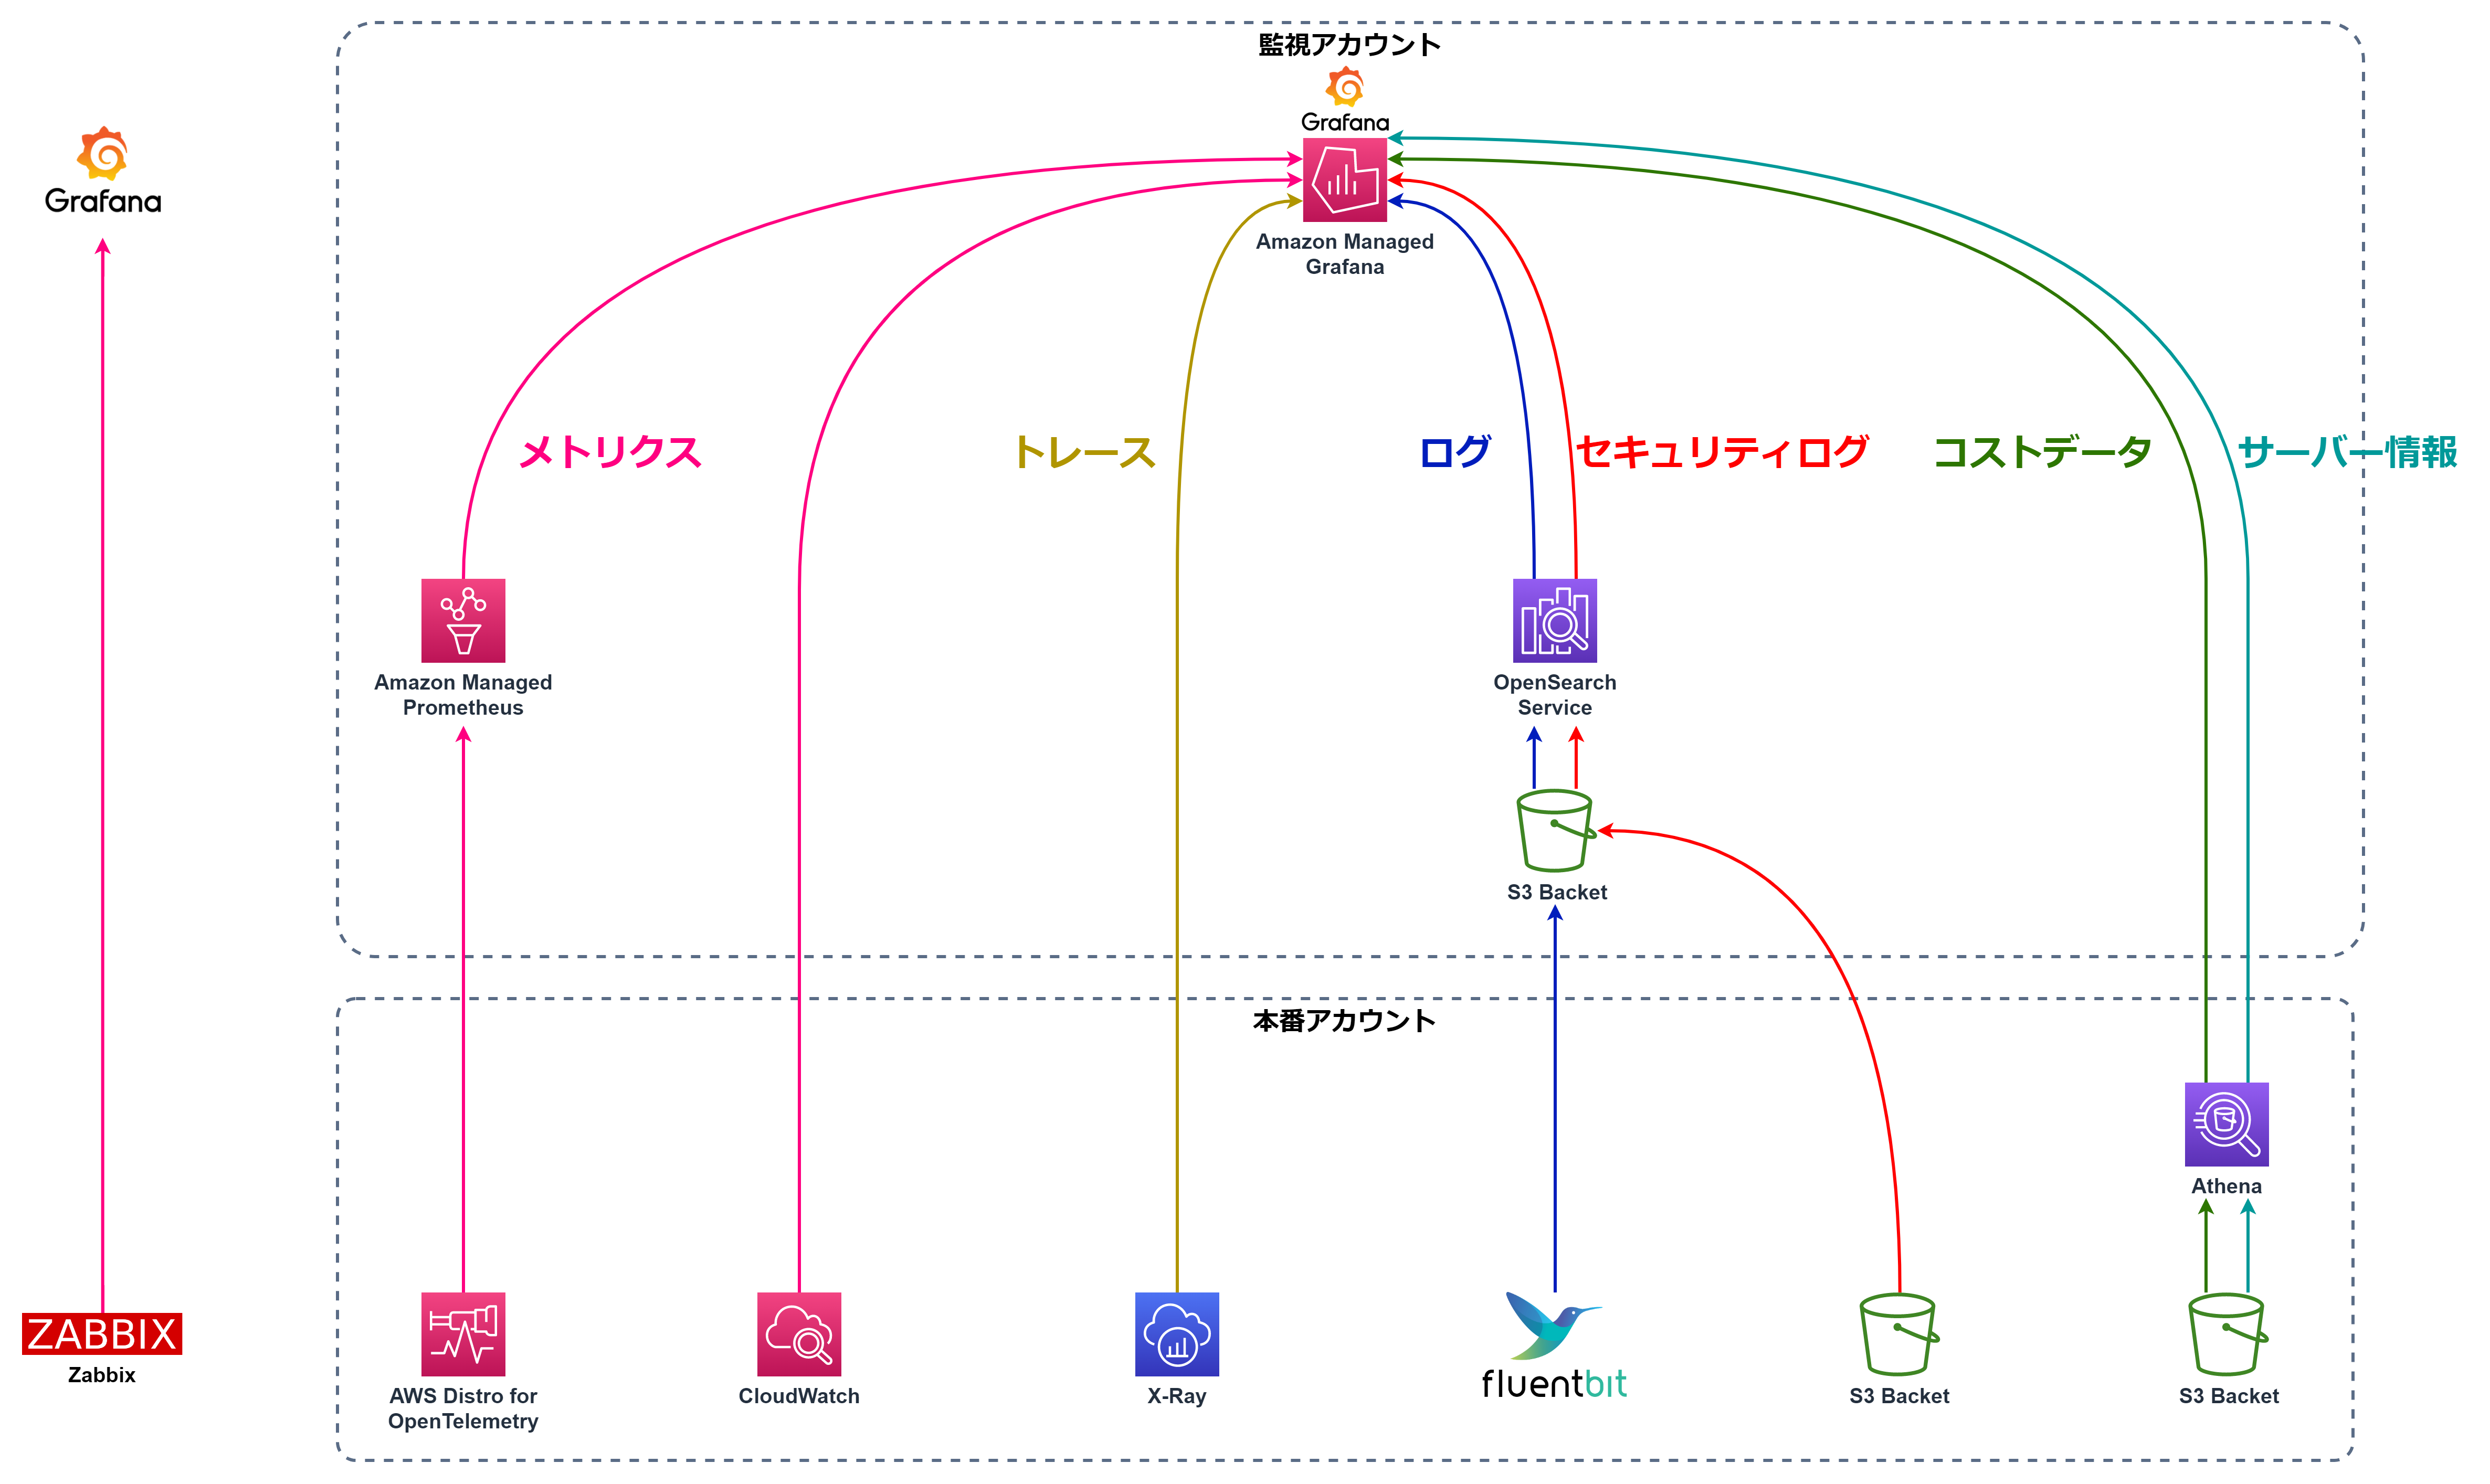 監視アカウント
Grafana
Grafana
Amazon Managed
Grafana
メトリクス
トレース
ログ
セキュリティログ
コストデータ
サーバー情報
Amazon Managed
Prometheus
OpenSearch
Service
S3 Backet
本番アカウント
Athena
ZABBIX
Zabbix
AWS Distro for
OpenTelemetry
CloudWatch
X-Ray
fluentbit
S3 Backet
S3 Backet